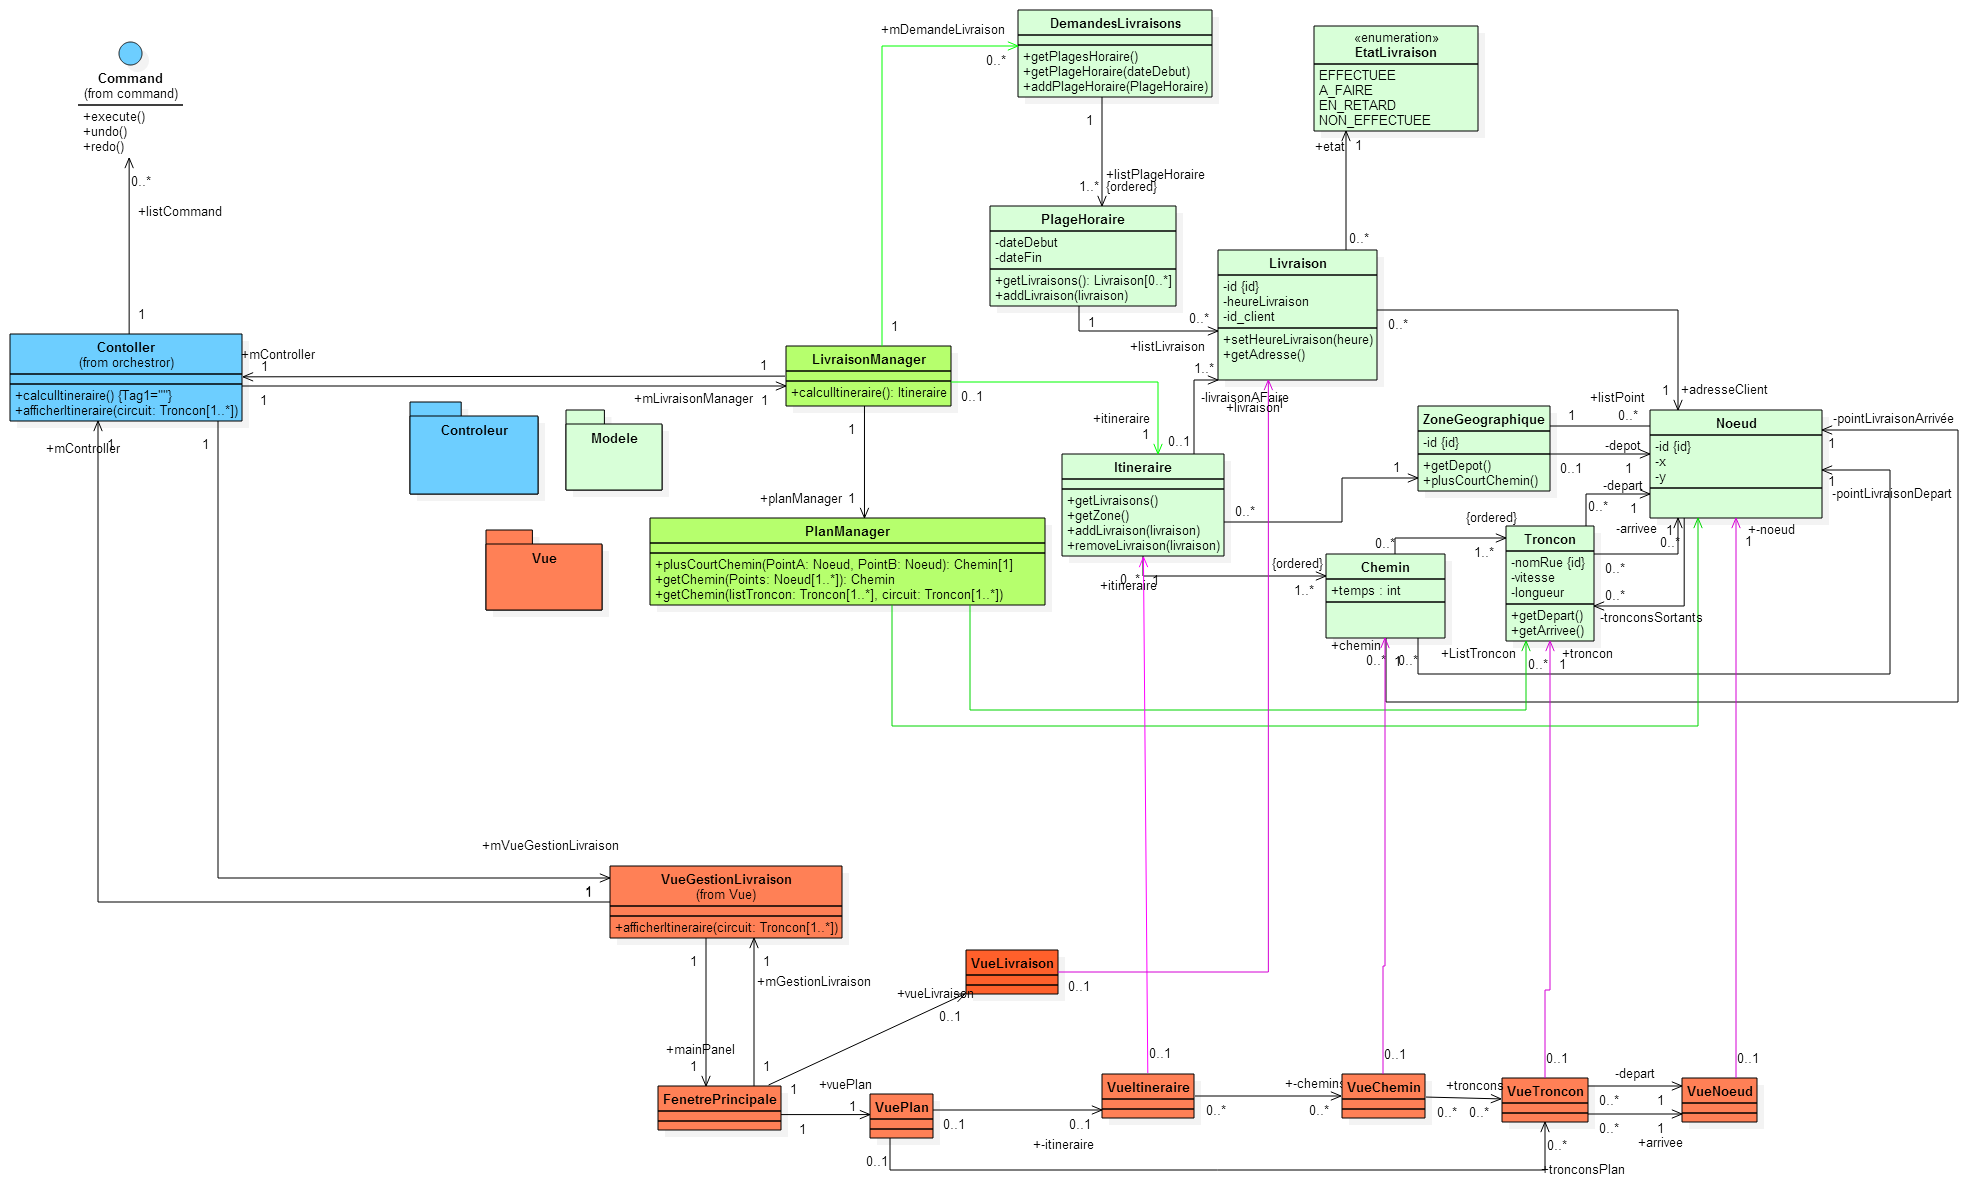 Command
(from command)
+execute()
+undo()
+redo()
0..*
+listCommand
1
Contoller
(from orchestror)
+calculItineraire() {Tag1=""}
+afficherItineraire(circuit: Troncon[1..*])
+mController
1
1
+mLivraisonManager
1
1
+mController
1
1
Controleur
Modele
Vue
LivraisonManager
+calculItineraire(): Itineraire
1
+mDemandeLivraison
0..*
0..1
+itineraire
1
1
+planManager
1
PlanManager
+plusCourtChemin(PointA: Noeud, PointB: Noeud): Chemin[1]
+getChemin(Points: Noeud[1..*]): Chemin
+getChemin(listTroncon: Troncon[1..*], circuit: Troncon[1..*])
DemandesLivraisons
+getPlagesHoraire()
+getPlageHoraire(dateDebut)
+addPlageHoraire(PlageHoraire)
1
+listPlageHoraire
1..*
{ordered}
PlageHoraire
-dateDebut
-dateFin
+getLivraisons(): Livraison[0..*]
+addLivraison(livraison)
1
0..*
+listLivraison
«enumeration»
EtatLivraison
EFFECTUEE
A_FAIRE
EN_RETARD
NON_EFFECTUEE
+etat
1
0..*
Livraison
-id {id}
-heureLivraison
-id_client
+setHeureLivraison(heure)
+getAdresse()
0..*
1
+adresseClient
1..*
-livraisonAFaire
+livraison
1
0..1
Itineraire
+getLivraisons()
+getZone()
+addLivraison(livraison)
+removeLivraison(livraison)
0..*
1
0..*
1
+itineraire
{ordered}
1..*
ZoneGeographique
-id {id}
+getDepot()
+plusCourtChemin()
1
+listPoint
0..*
-depot
0..1
1
Noeud
-id {id}
-x
-y
-pointLivraisonArrivée
1
1
-pointLivraisonDepart
-depart
0..*
1
-arrivee
1
0..*
0..*
+-noeud
1
Chemin
+temps : int
0..*
{ordered}
1..*
Troncon
-nomRue {id}
-vitesse
-longueur
+getDepart()
+getArrivee()
0..*
-tronconsSortants
+chemin
0..*
1
0..*
+ListTroncon
0..*
+troncon
1
+mVueGestionLivraison
1
1
VueGestionLivraison
(from Vue)
+afficherItineraire(circuit: Troncon[1..*])
1
1
+mGestionLivraison
+mainPanel
1
1
FenetrePrincipale
+vueLivraison
0..1
1
VueLivraison
0..1
+vuePlan
1
1
VuePlan
0..1
0..1
+-itineraire
0..1
VueItineraire
0..1
0..*
+-chemins
0..*
VueChemin
0..1
0..*
+troncons
0..*
VueTroncon
0..1
-depart
0..*
1
0..*
1
+arrivee
VueNoeud
0..1
0..*
+tronconsPlan